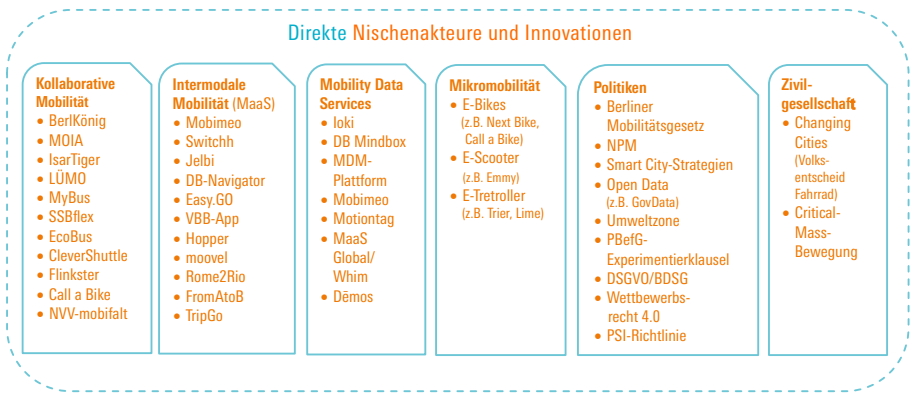 Direkte Nischenakteure und Innovationen
Kollaborative
Mobilität
• BerlKönig
• MOIA
• IsarTiger
• LÜMO
• MyBus
• SSBflex
• EcoBus
• CleverShuttle
• Flinkster
• Call a Bike
• NVV-mobifalt
Intermodale
Mobilität (MaaS)
• Mobimeo
• Switchh
• Jelbi
• DB-Navigator
• Easy.GO
• VBB-App
• Hopper
• moovel
• Rome2Rio
• FromAtoB
• TripGo
Mobility Data
Services
• Ioki
• DB Mindbox
• MDM-
Plattform
• Mobimeo
• Motiontag
• MaaS
Global/
Whim
• Dēmos
Mikromobilität
• E-Bikes
(z.B. Next Bike,
Call a Bike)
• E-Scooter
(z.B. Emmy)
• E-Tretroller
(z.B. Trier, Lime)
Politiken
• Berliner
Mobilitätsgesetz
• NPM
• Smart City-Strategien
• Open Data
(z.B. GovData)
• Umweltzone
• PBefG-
Experimentierklausel
• DSGVO/BDSG
• Wettbewerbs-
recht 4.0
• PSI-Richtlinie
Zivil-
gesellschaft
• Changing
Cities
(Volks-
entscheid
Fahrrad)
• Critical-
Mass-
Bewegung